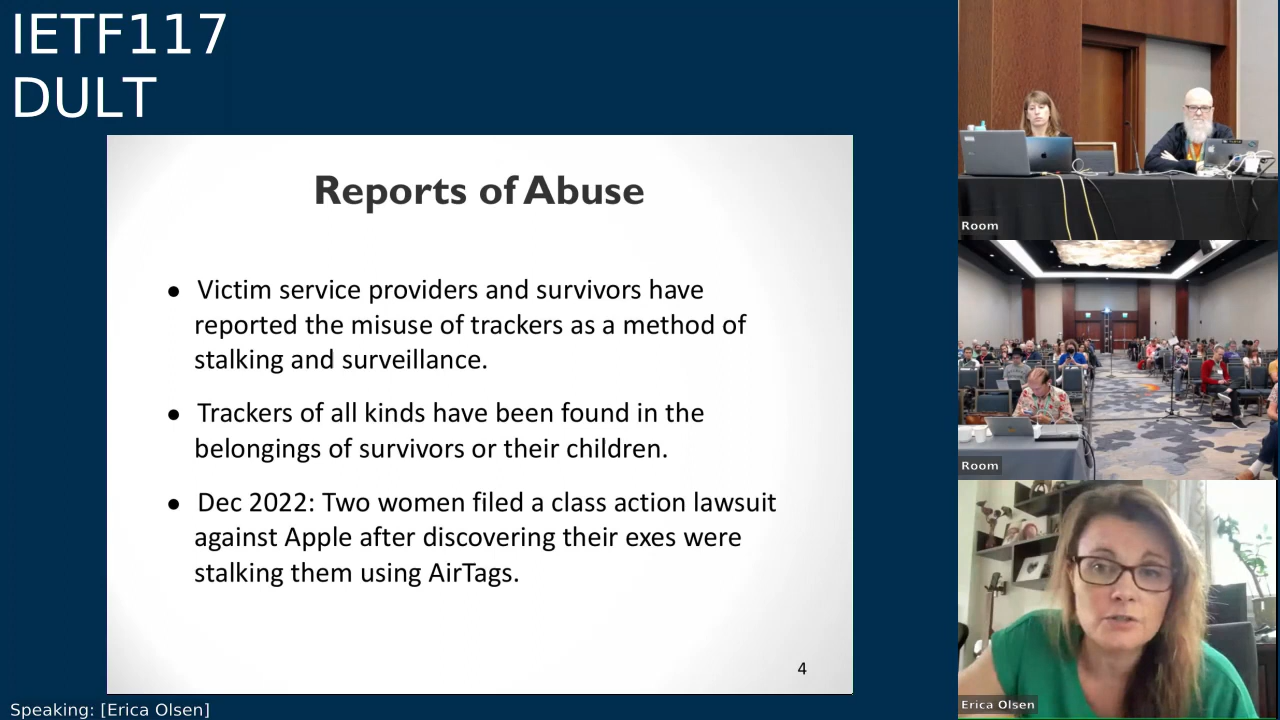 IETF117
DULT
Reports of Abuse
● Victim service providers and survivors have
reported the misuse of trackers as a method of
stalking and surveillance.
● Trackers of all kinds have been found in the
belongings of survivors or their children.
● Dec 2022: Two women filed a class action lawsuit
against Apple after discovering their exes were
stalking them using AirTags.
4
Speaking: [Erica Olsen]
Room
Room
Erica Olsen